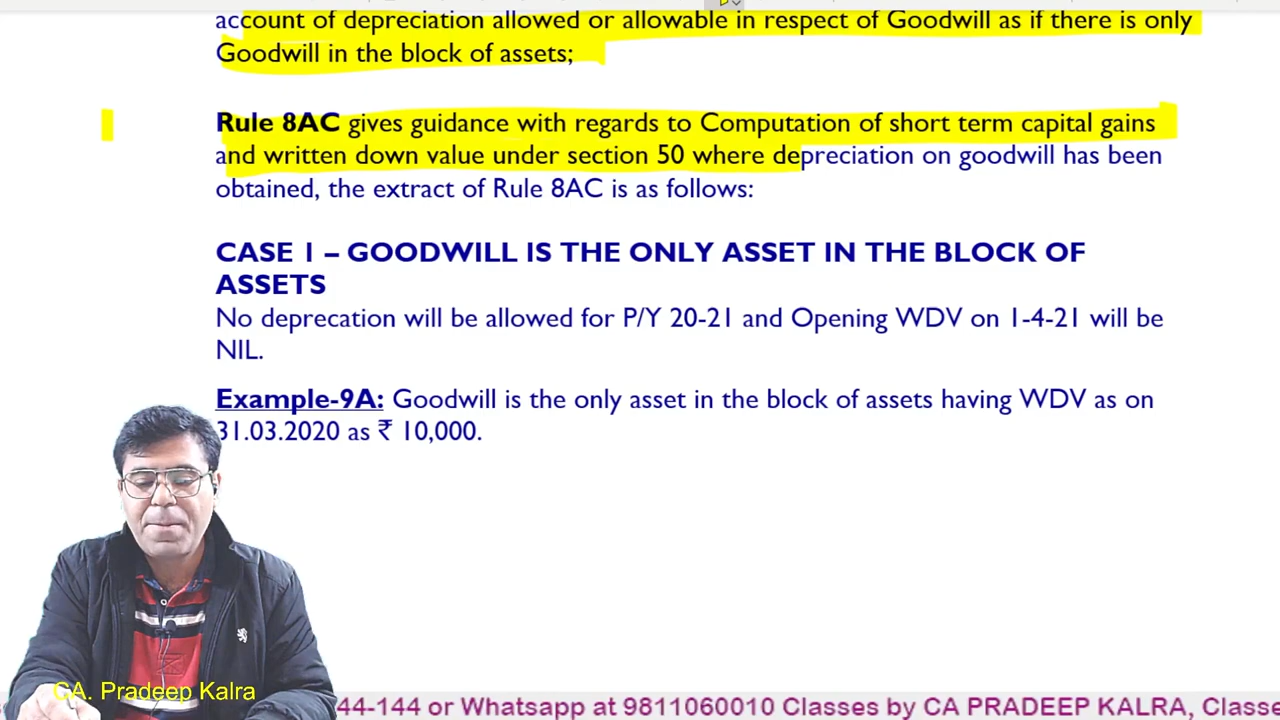 account of depreciation allowed or allowable in respect of Goodwill as if there is only
Goodwill in the block of assets;
Rule 8AC gives guidance with regards to Computation of short term capital gains
and written down value under section 50 where depreciation on goodwill has been
obtained, the extract of Rule 8AC is as follows:
CASE 1 – GOODWILL IS THE ONLY ASSET IN THE BLOCK OF
ASSETS
No deprecation will be allowed for P/Y 20-21 and Opening WDV on 1-4-21 will be
NIL.
Example-9A: Goodwill is the only asset in the block of assets having WDV as on
31.03.2020 as ₹ 10,000.
CA. Pradeep Kalra
44-144 or Whatsapp at 9811060010 Classes by CA PRADEEP KALRA, Classe